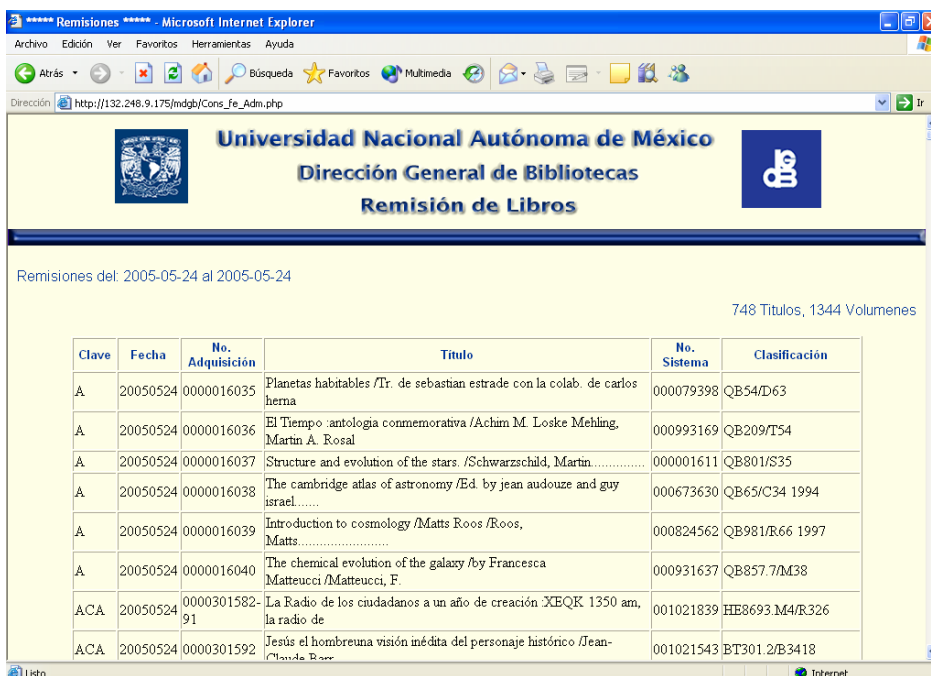 ***** Remisiones ***** - Microsoft Internet Explorer
Archivo Edición Ver Favoritos Herramientas Ayuda
Atrás Búsqueda Favoritos Multimedia
Dirección http://132.248.9.175/mdgb/Cons_fe_Adm.php Ir
Universidad Nacional Autónoma de México
Dirección General de Bibliotecas
Remisión de Libros
Remisiones del: 2005-05-24 al 2005-05-24
748 Titulos, 1344 Volumenes
Clave Fecha No. Adquisición Título No. Sistema Clasificación
A 20050524 0000016035 Planetas habitables /Tr. de sebastian estrade con la colab. de carlos
herna 000079398 QB54/D63
A 20050524 0000016036 El Tiempo :antologia conmemorativa /Achim M. Loske Mehling,
Martin A. Rosal 000993169 QB209/T54
A 20050524 0000016037 Structure and evolution of the stars. /Schwarzschild, Martin............... 000001611 QB801/S35
A 20050524 0000016038 The cambridge atlas of astronomy /Ed. by jean audouze and guy
israel....... 000673630 QB65/C34 1994
A 20050524 0000016039 Introduction to cosmology /Matts Roos /Roos,
Matts......................... 000824562 QB981/R66 1997
A 20050524 0000016040 The chemical evolution of the galaxy /by Francesca
Matteucci /Matteucci, F. 000931637 QB857.7/M38
ACA 20050524 0000301582-91 La Radio de los ciudadanos a un año de creación :XEQK 1350 am,
la radio de 001021839 HE8693.M4/R326
ACA 20050524 0000301592 Jesús el hombreuna visión inédita del personaje histórico /Jean-
Claude Barr 001021543 BT301.2/B3418
Listo Internet